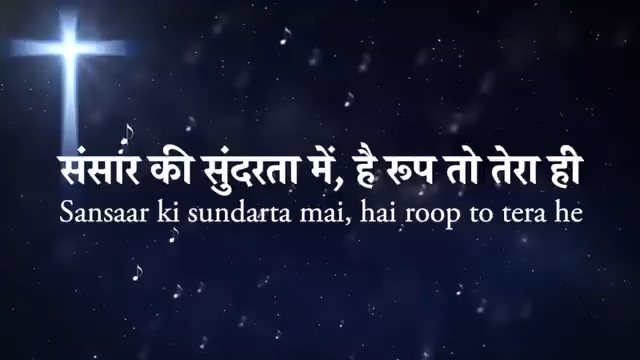 संसार की सुंदरता में, है रूप तो तेरा ही
Sansaar ki sundarta mai, hai roop to tera he